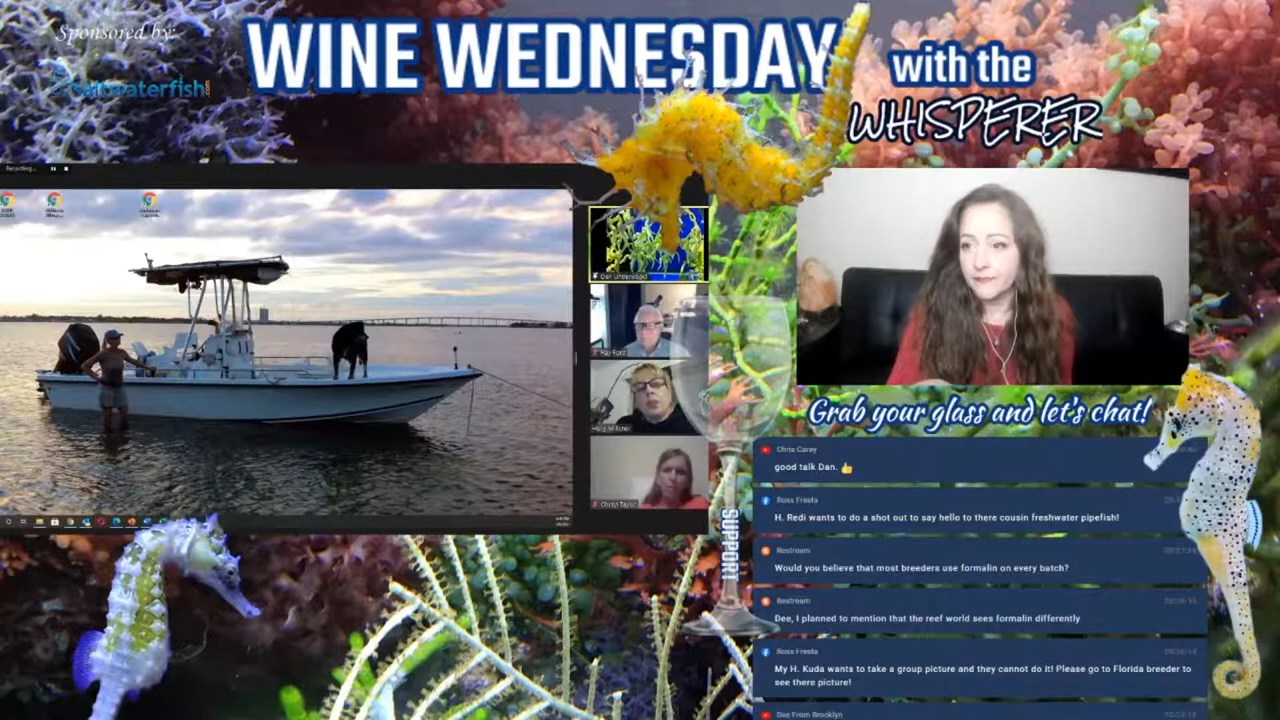 Sponsored by:
saltwaterfish.com
WINE WEDNESDAY
with the
WHISPERER
Recording...
Dan Underwood
Ray Ford
Cheryl Taylor
Grab your glass and let's chat!
Chris Carey
good talk Dan. 👍
Ross Fresta
H. Redi wants to do a shot out to say hello to there cousin freshwater pipefish!
Restream
Would you believe that most breeders use formalin on every batch?
Restream
Dee, I planned to mention that the reef world sees formalin differently
Ross Fresta
My H. Kuda wants to take a group picture and they cannot do it! Please go to Florida breeder to
see there picture!
Dee From Brooklyn
SUPPORT